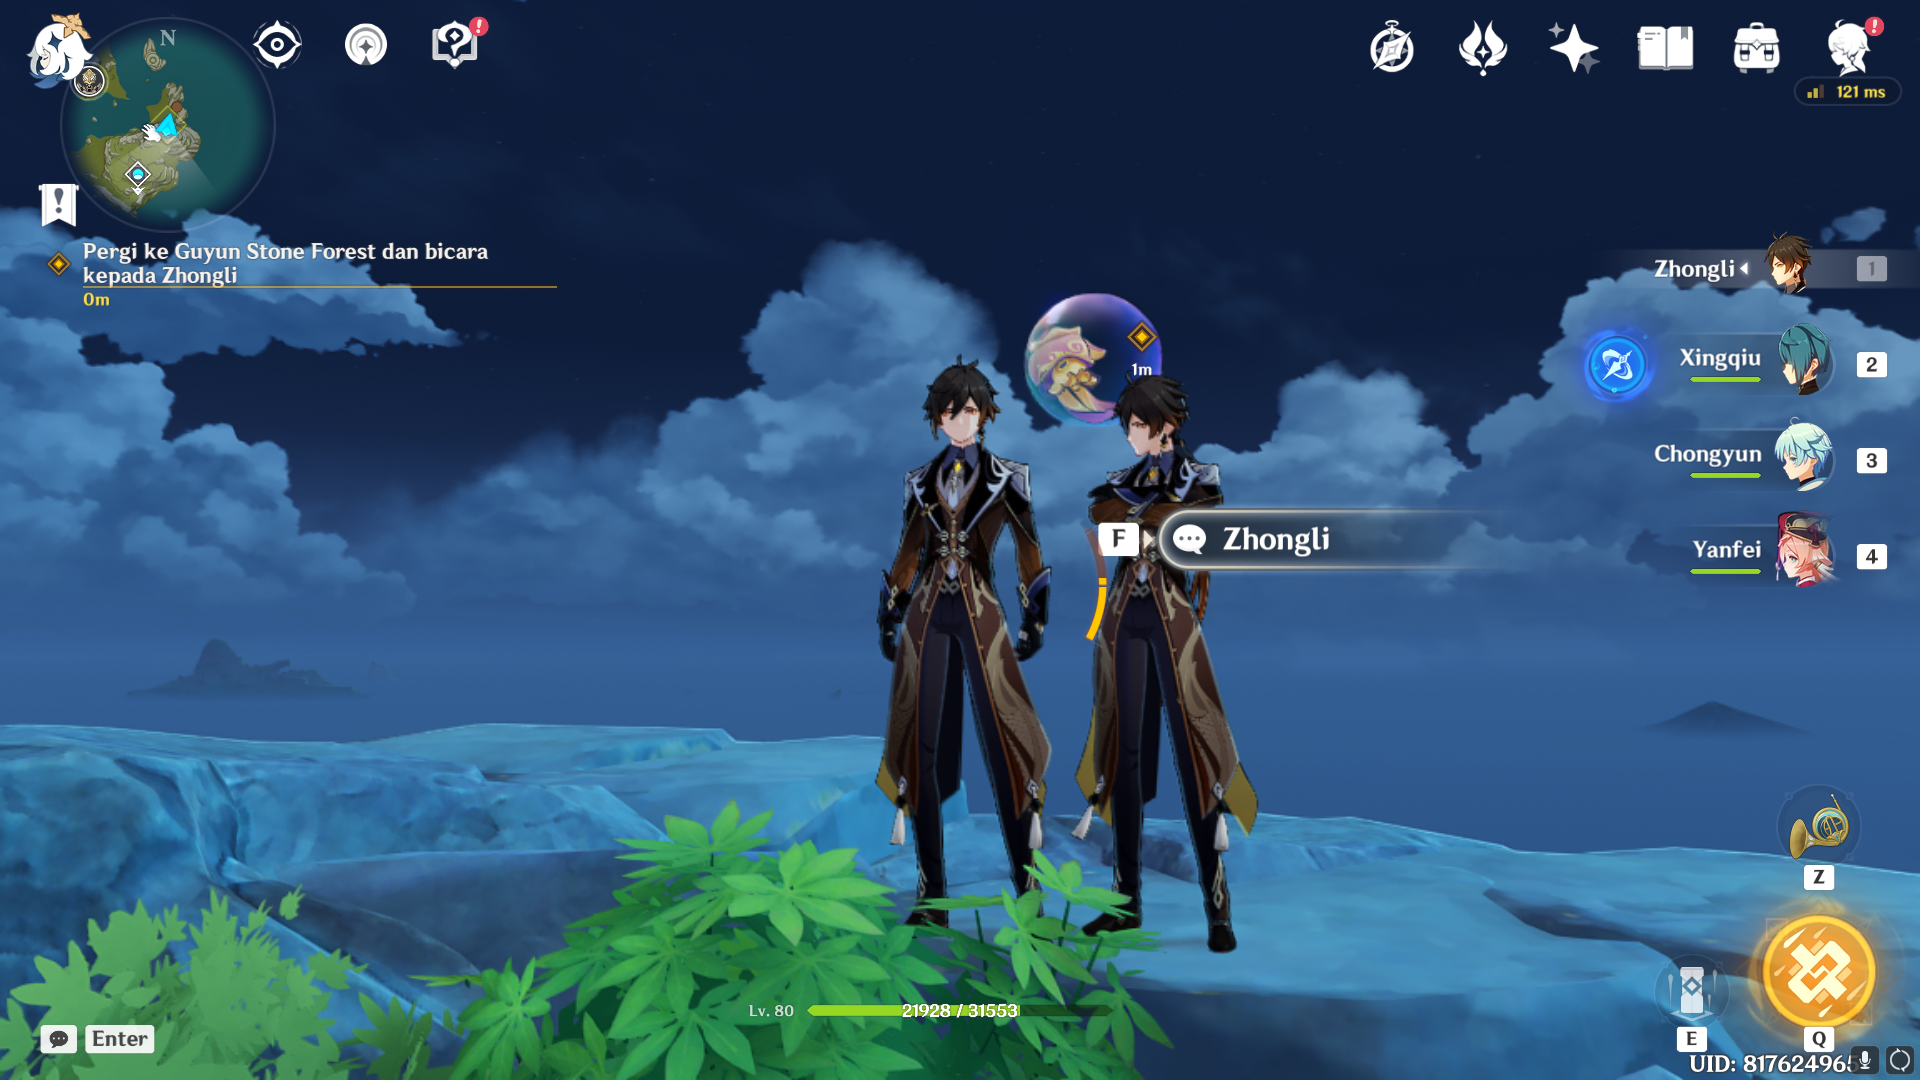 N
121 ms
Pergi ke Guyun Stone Forest dan bicara
kepada Zhongli
0m
Zhongli
1
Xingqiu
2
1m
Chongyun
3
F
Zhongli
Yanfei
4
Z
Lv. 80
21928 / 31553
Enter
E
Q
UID: 817624965